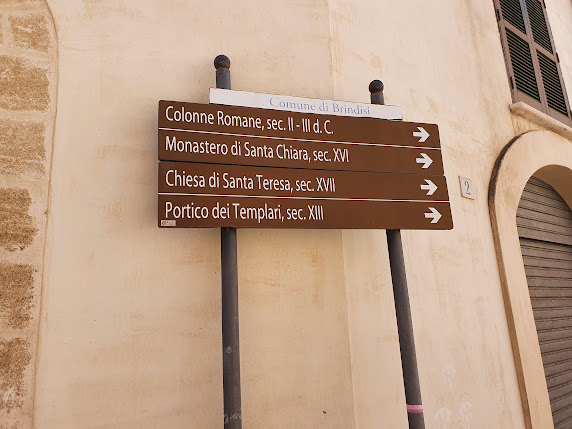 Comune di Brindisi
Colonne Romane, sec. II - III d. C.
Monastero di Santa Chiara, sec. XVI
Chiesa di Santa Teresa, sec. XVII
Portico dei Templari, sec. XIII
2